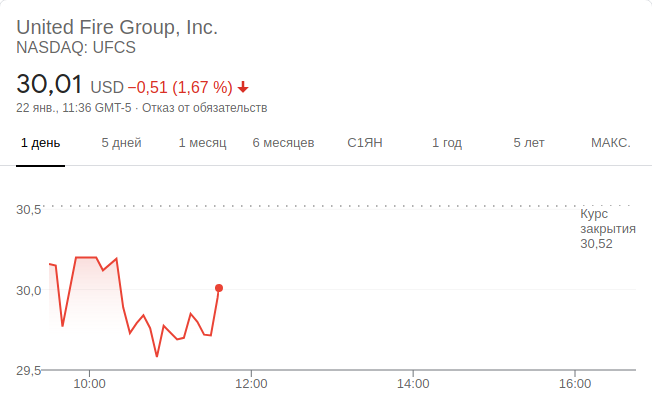 United Fire Group, Inc.
NASDAQ: UFCS
30,01 USD −0,51 (1,67 %)
22 янв., 11:36 GMT-5 · Отказ от обязательств
1 день 5 дней 1 месяц 6 месяцев С1ЯН 1 год 5 лет МАКС.
30,5
Курс
закрытия
30,52
30,0
29,5
10:00 12:00 14:00 16:00